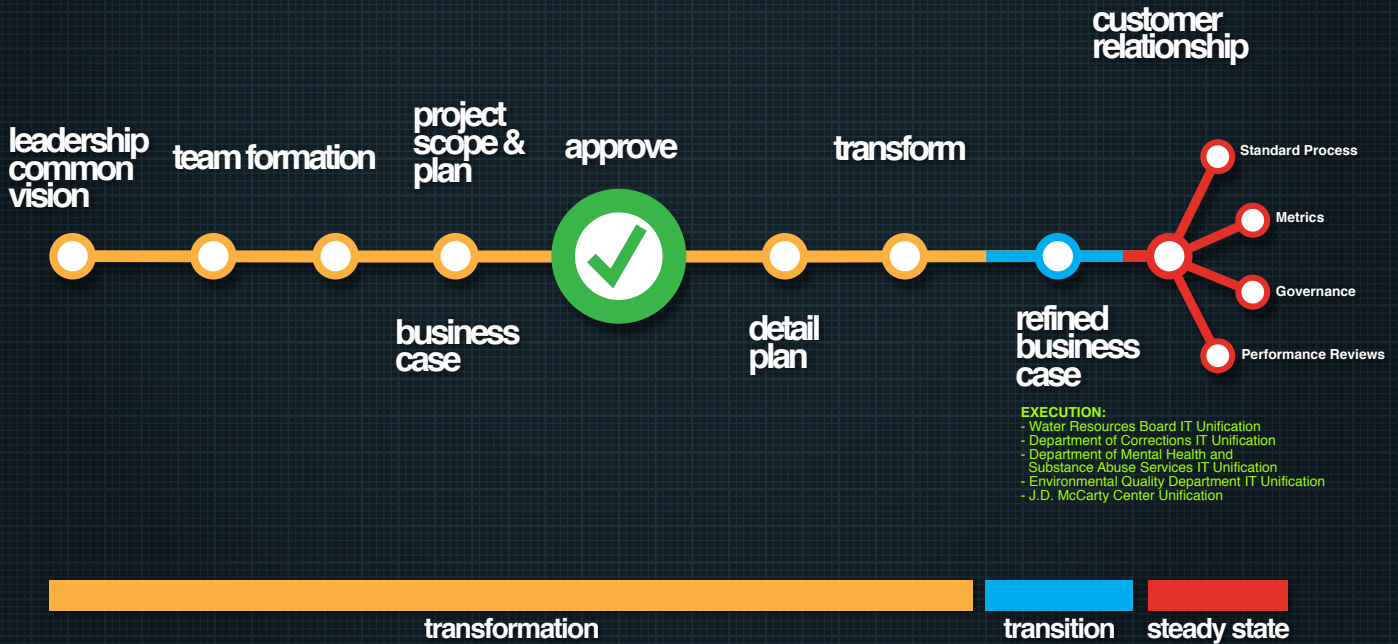 customer
relationship
leadership
common
vision
team formation
project
scope &
plan
approve
transform
Standard Process
Metrics
Governance
Performance Reviews
business
case
detail
plan
refined
business
case
EXECUTION:
- Water Resources Board IT Unification
- Department of Corrections IT Unification
- Department of Mental Health and
Substance Abuse Services IT Unification
- Environmental Quality Department IT Unification
- J.D. McCarty Center Unification
transformation
transition
steady state